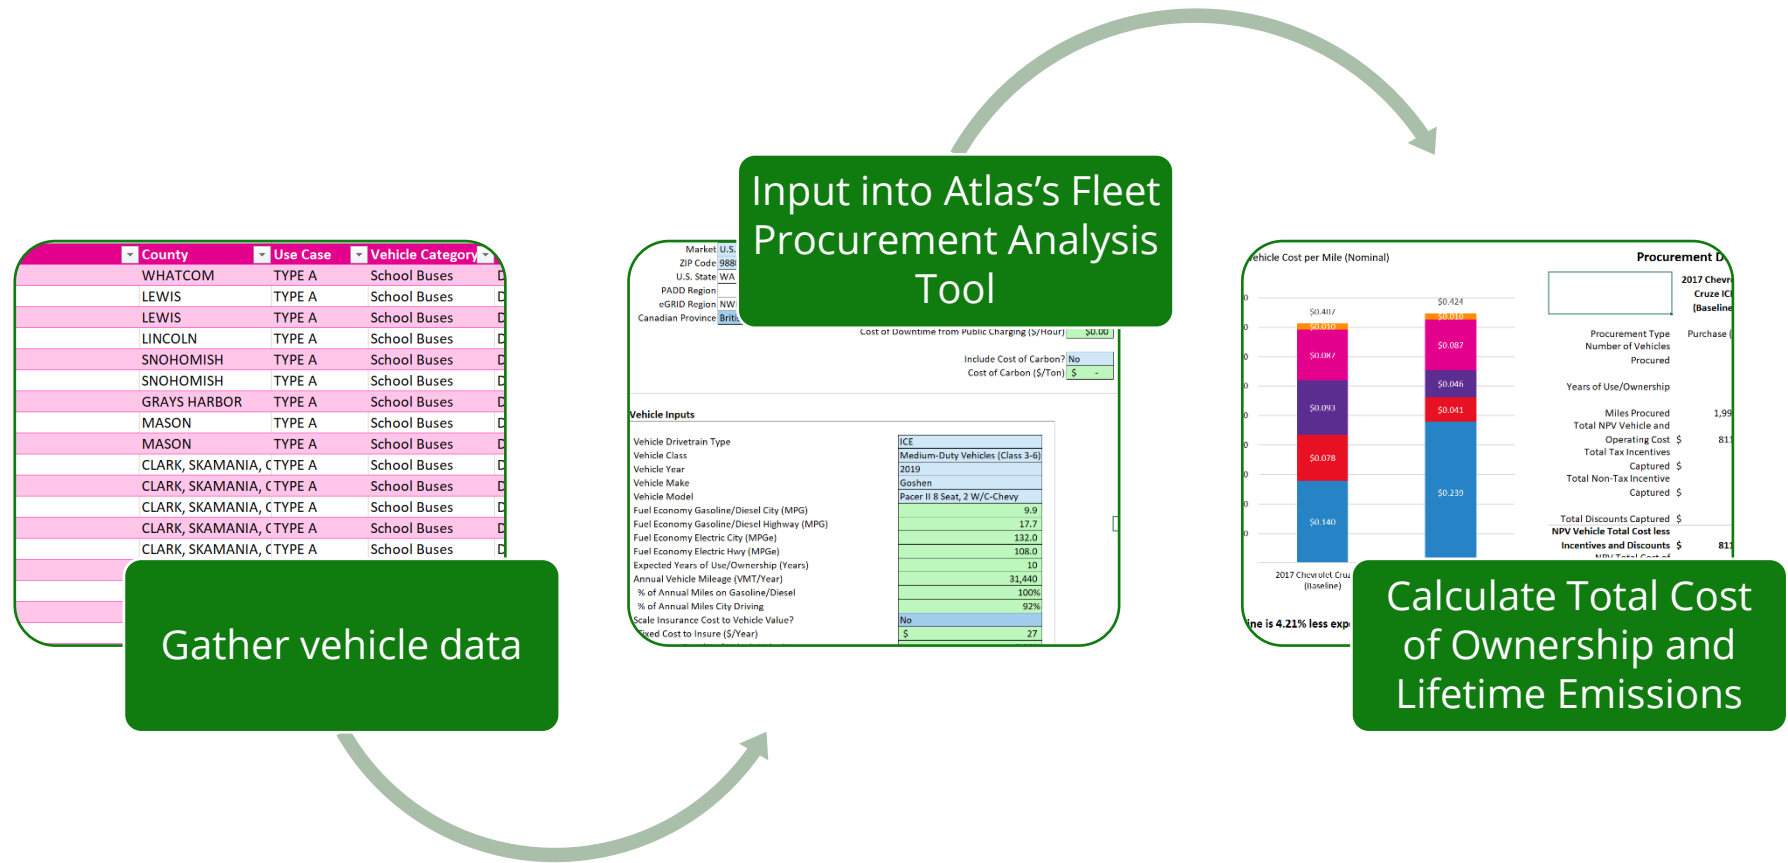 County Use Case Vehicle Category
WHATCOM TYPE A School Buses
LEWIS TYPE A School Buses
LEWIS TYPE A School Buses
LINCOLN TYPE A School Buses
SNOHOMISH TYPE A School Buses
SNOHOMISH TYPE A School Buses
GRAYS HARBOR TYPE A School Buses
MASON TYPE A School Buses
MASON TYPE A School Buses
CLARK, SKAMANIA, TYPE A School Buses
CLARK, SKAMANIA, TYPE A School Buses
CLARK, SKAMANIA, TYPE A School Buses
CLARK, SKAMANIA, TYPE A School Buses
CLARK, SKAMANIA, TYPE A School Buses
Gather vehicle data
Input into Atlas’s Fleet
Procurement Analysis
Tool
Market U.S.
ZIP Code
U.S. State WA
PADD Region
eGRID Region
Canadian Province
Cost of Downtime from Public Charging ($/Hour) $0.00
Include Cost of Carbon? No
Cost of Carbon ($/Ton) $ -
Vehicle Inputs
Vehicle Drivetrain Type ICE
Vehicle Class Medium-Duty Vehicles (Class 3-6)
Vehicle Year 2019
Vehicle Make Goshen
Vehicle Model Pacer II 8 Seat, 2 W/C-Chevy
Fuel Economy Gasoline/Diesel City (MPG) 9.9
Fuel Economy Gasoline/Diesel Highway (MPG) 17.7
Fuel Economy Electric City (MPGe) 132.0
Fuel Economy Electric Hwy (MPGe) 108.0
Expected Years of Use/Ownership (Years) 10
Annual Vehicle Mileage (VMT/Year) 31,440
% of Annual Miles on Gasoline/Diesel 100%
% of Annual Miles City Driving 92%
Scale Insurance Cost to Vehicle Value? No
Fixed Cost to Insure ($/Year) $ 27
Vehicle Cost per Mile (Nominal)
$0.407
$0.010
$0.087
$0.093
$0.078
$0.140
2017 Chevrolet
(Baseline)
$0.424
$0.010
$0.087
$0.046
$0.041
$0.239
is 4.21% less
Procurement
2017
Cruze
Procurement Type Purchase
Number of Vehicles
Procured
Years of Use/Ownership
Miles Procured
Total NPV Vehicle and
Operating Cost $
Total Tax Incentives
Captured $
Total Non-Tax Incentive
Captured $
Total Discounts Captured $
NPV Vehicle Total Cost less
Incentives and Discounts $
Calculate Total Cost
of Ownership and
Lifetime Emissions